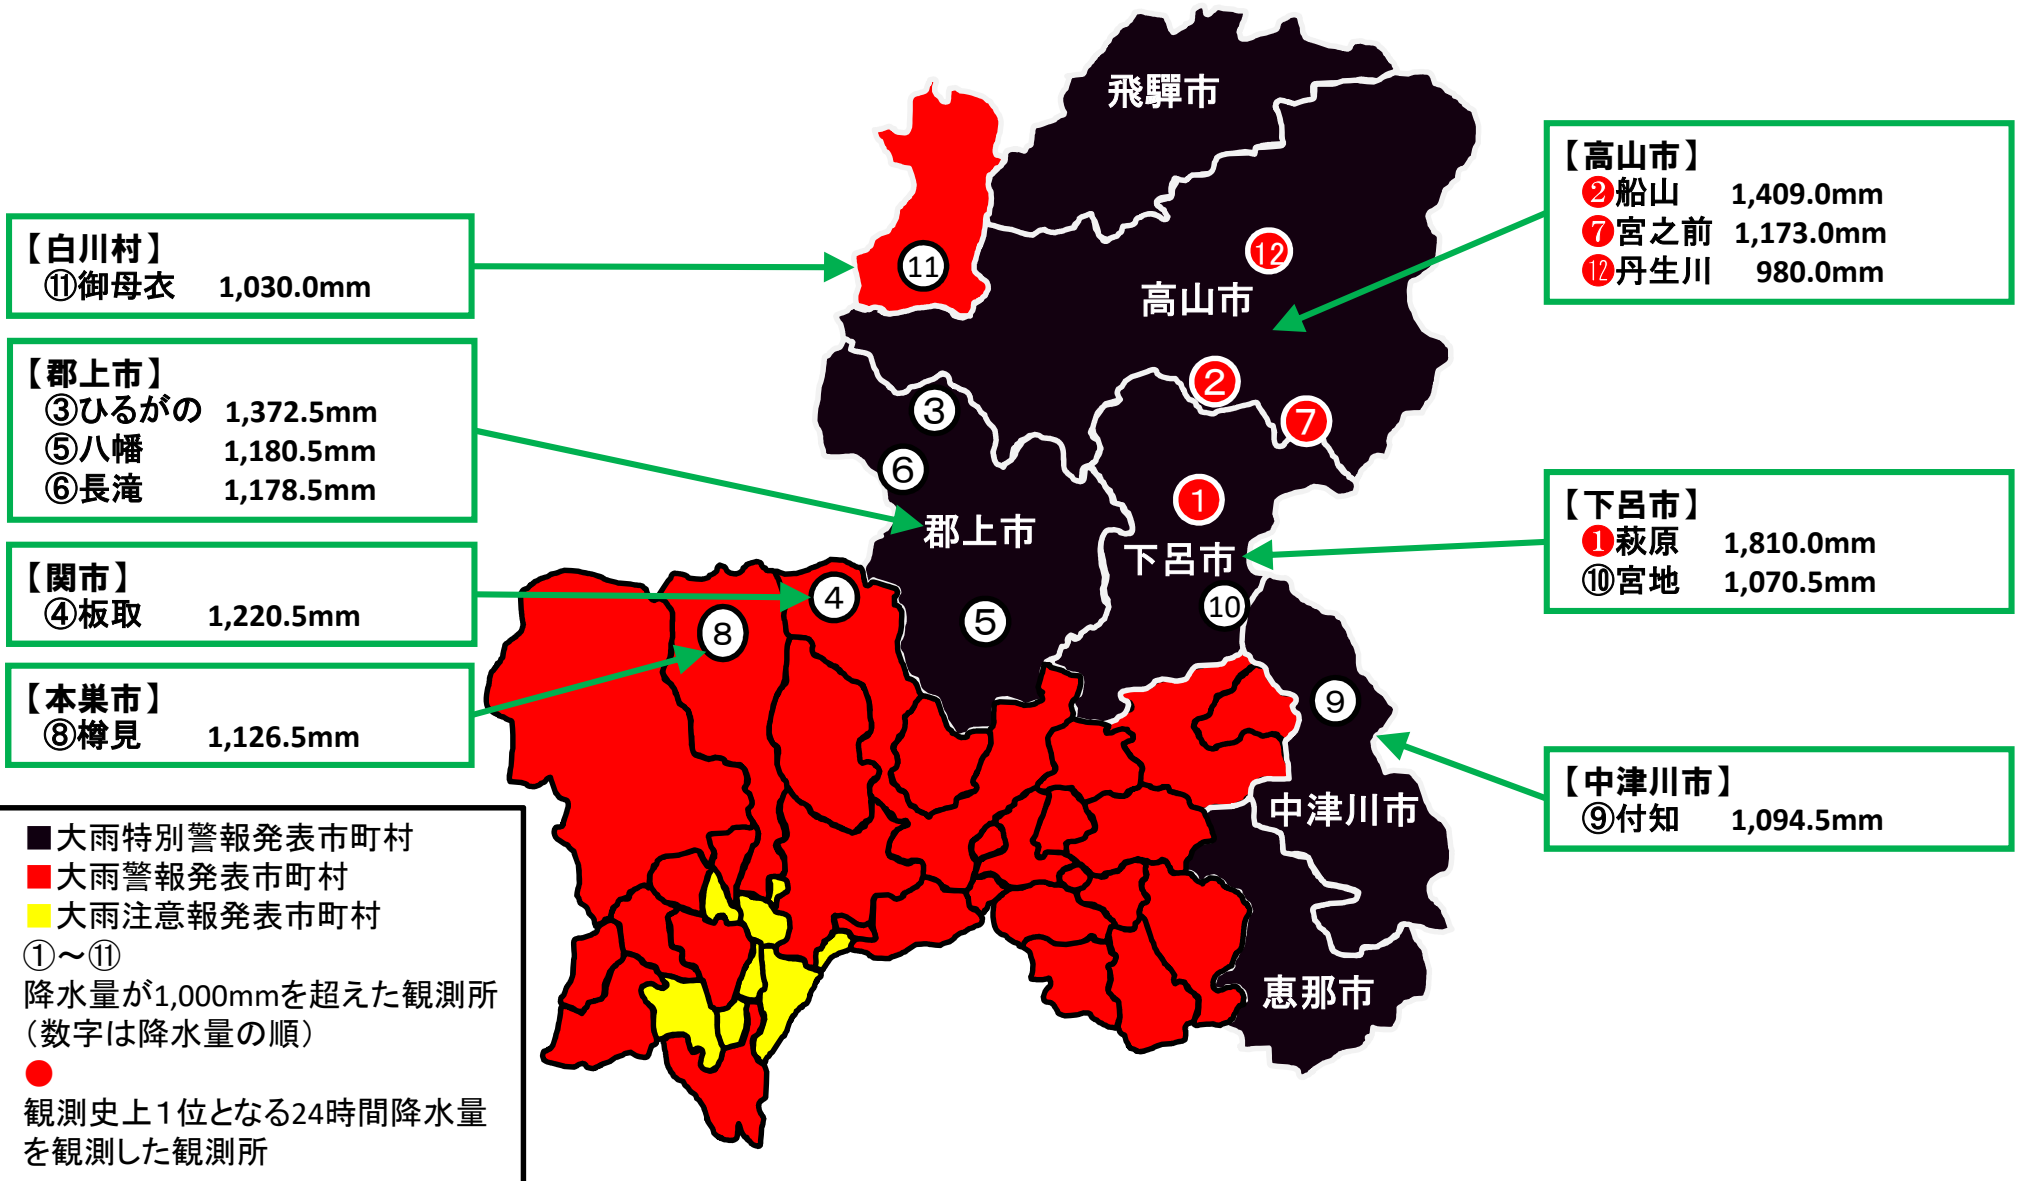 【白川村】
⑪御母衣 1,030.0mm
【郡上市】
③ひるがの 1,372.5mm
⑤八幡 1,180.5mm
⑥長滝 1,178.5mm
【関市】
④板取 1,220.5mm
【本巣市】
⑧樽見 1,126.5mm
■大雨特別警報発表市町村
■大雨警報発表市町村
■大雨注意報発表市町村
①～⑪
降水量が1,000mmを超えた観測所
（数字は降水量の順）
●
観測史上１位となる24時間降水量
を観測した観測所
飛驒市
⑪
⑫
高山市
②
③
⑦
⑥
①
郡上市
下呂市
④
⑩
⑤
⑧
⑨
中津川市
恵那市
【高山市】
❷船山 1,409.0mm
❼宮之前 1,173.0mm
⓬丹生川 980.0mm
【下呂市】
❶萩原 1,810.0mm
⑩宮地 1,070.5mm
【中津川市】
⑨付知 1,094.5mm